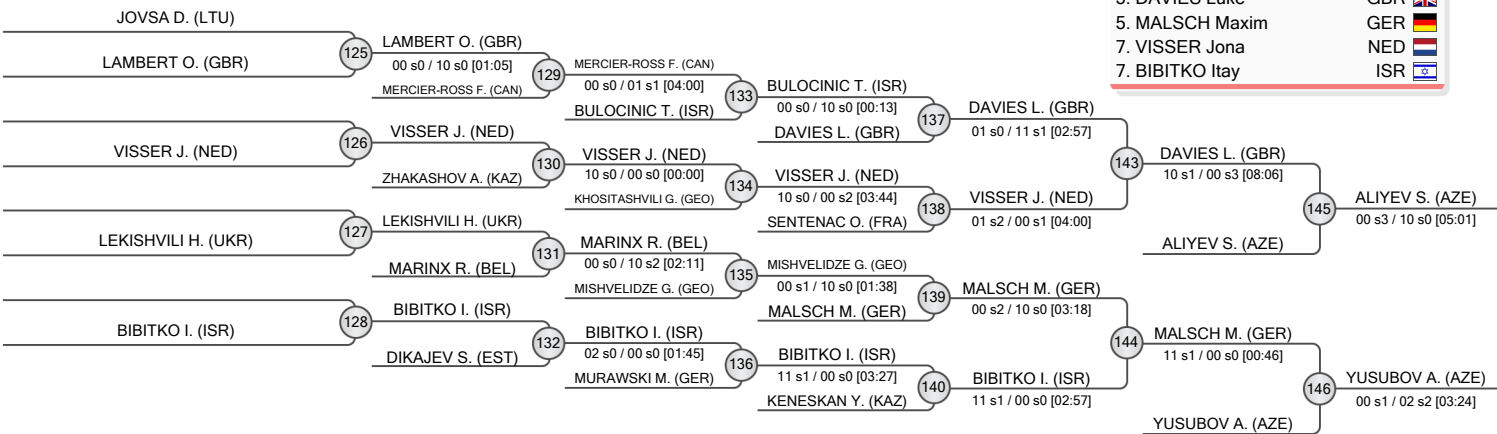 5. DAVIES Luke GBR
5. MALSCH Maxim GER
7. VISSER Jona NED
7. BIBITKO Itay ISR
JOVSA D. (LTU)
LAMBERT O. (GBR)
125
LAMBERT O. (GBR)
00 s0 / 10 s0 [01:05]
MERCIER-ROSS F. (CAN)
129
MERCIER-ROSS F. (CAN)
00 s0 / 01 s1 [04:00]
BULOCINIC T. (ISR)
133
BULOCINIC T. (ISR)
00 s0 / 10 s0 [00:13]
DAVIES L. (GBR)
137
DAVIES L. (GBR)
01 s0 / 11 s1 [02:57]
VISSER J. (NED)
126
VISSER J. (NED)
ZHAKASHOV A. (KAZ)
130
VISSER J. (NED)
10 s0 / 00 s0 [00:00]
KHOSITASHVILI G. (GEO)
134
VISSER J. (NED)
10 s0 / 00 s2 [03:44]
SENTENAC O. (FRA)
138
VISSER J. (NED)
01 s2 / 00 s1 [04:00]
143
DAVIES L. (GBR)
10 s1 / 00 s3 [08:06]
ALIYEV S. (AZE)
145
ALIYEV S. (AZE)
00 s3 / 10 s0 [05:01]
LEKISHVILI H. (UKR)
127
LEKISHVILI H. (UKR)
MARINX R. (BEL)
131
MARINX R. (BEL)
00 s0 / 10 s2 [02:11]
MISHVELIDZE G. (GEO)
135
MISHVELIDZE G. (GEO)
00 s1 / 10 s0 [01:38]
MALSCH M. (GER)
139
MALSCH M. (GER)
00 s2 / 10 s0 [03:18]
BIBITKO I. (ISR)
128
BIBITKO I. (ISR)
DIKAJEV S. (EST)
132
BIBITKO I. (ISR)
02 s0 / 00 s0 [01:45]
MURAWSKI M. (GER)
136
BIBITKO I. (ISR)
11 s1 / 00 s0 [03:27]
KENESKAN Y. (KAZ)
140
BIBITKO I. (ISR)
11 s1 / 00 s0 [02:57]
144
MALSCH M. (GER)
11 s1 / 00 s0 [00:46]
YUSUBOV A. (AZE)
146
YUSUBOV A. (AZE)
00 s1 / 02 s2 [03:24]